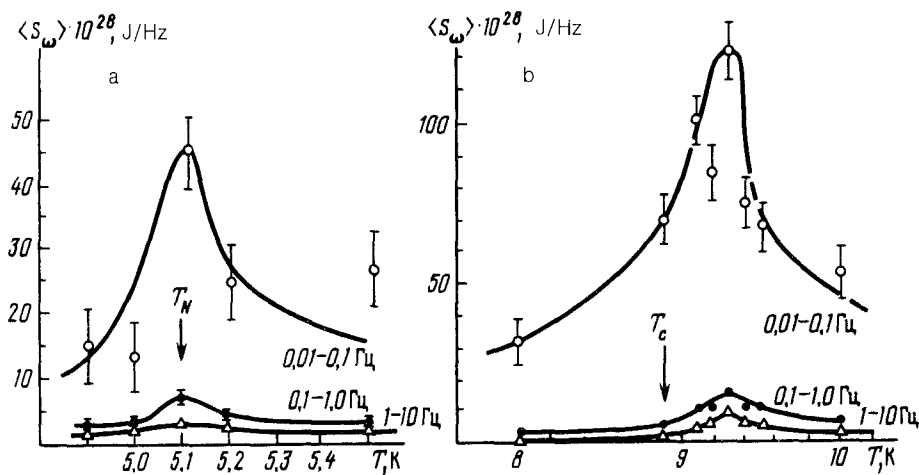 ⟨S_ω⟩·10^28, J/Hz
a
50
40
30
20
10
T_N
0,01–0,1 Гц
0,1–1,0 Гц
1–10 Гц
5,0
5,1
5,2
5,3
5,4
T, К
⟨S_ω⟩·10^28, J/Hz
b
100
50
T_c
0,01–0,1 Гц
0,1–1,0 Гц
1–10 Гц
8
9
10
T, К